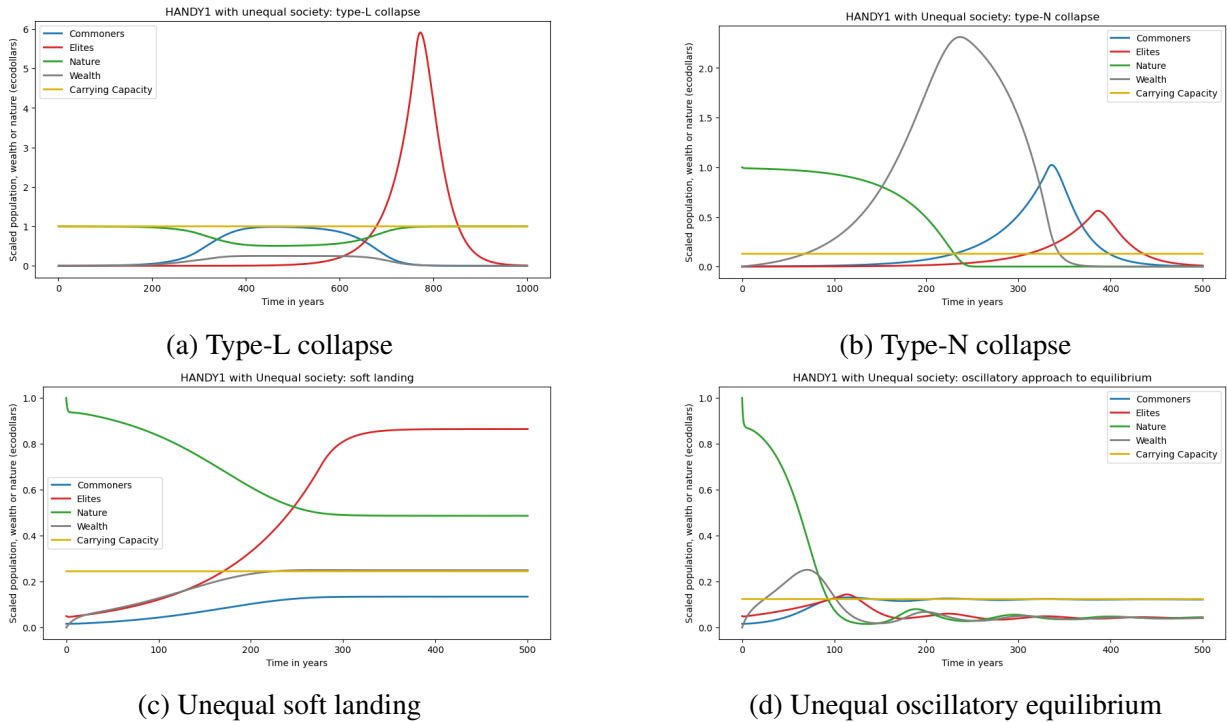 HANDY1 with unequal society: type-L collapse
6
5
4
3
2
1
0
Scaled population, wealth or nature (ecodollars)
Commoners
Elites
Nature
Wealth
Carrying Capacity
0 200 400 600 800 1000
Time in years
(a) Type-L collapse
HANDY1 with Unequal society: type-N collapse
2.0
1.5
1.0
0.5
0.0
Scaled population, wealth or nature (ecodollars)
Commoners
Elites
Nature
Wealth
Carrying Capacity
0 100 200 300 400 500
Time in years
(b) Type-N collapse
HANDY1 with Unequal society: soft landing
1.0
0.8
0.6
0.4
0.2
0.0
Scaled population, wealth or nature (ecodollars)
Commoners
Elites
Nature
Wealth
Carrying Capacity
0 100 200 300 400 500
Time in years
(c) Unequal soft landing
HANDY1 with Unequal society: oscillatory approach to equilibrium
1.0
0.8
0.6
0.4
0.2
0.0
Scaled population, wealth or nature (ecodollars)
Commoners
Elites
Nature
Wealth
Carrying Capacity
0 100 200 300 400 500
Time in years
(d) Unequal oscillatory equilibrium